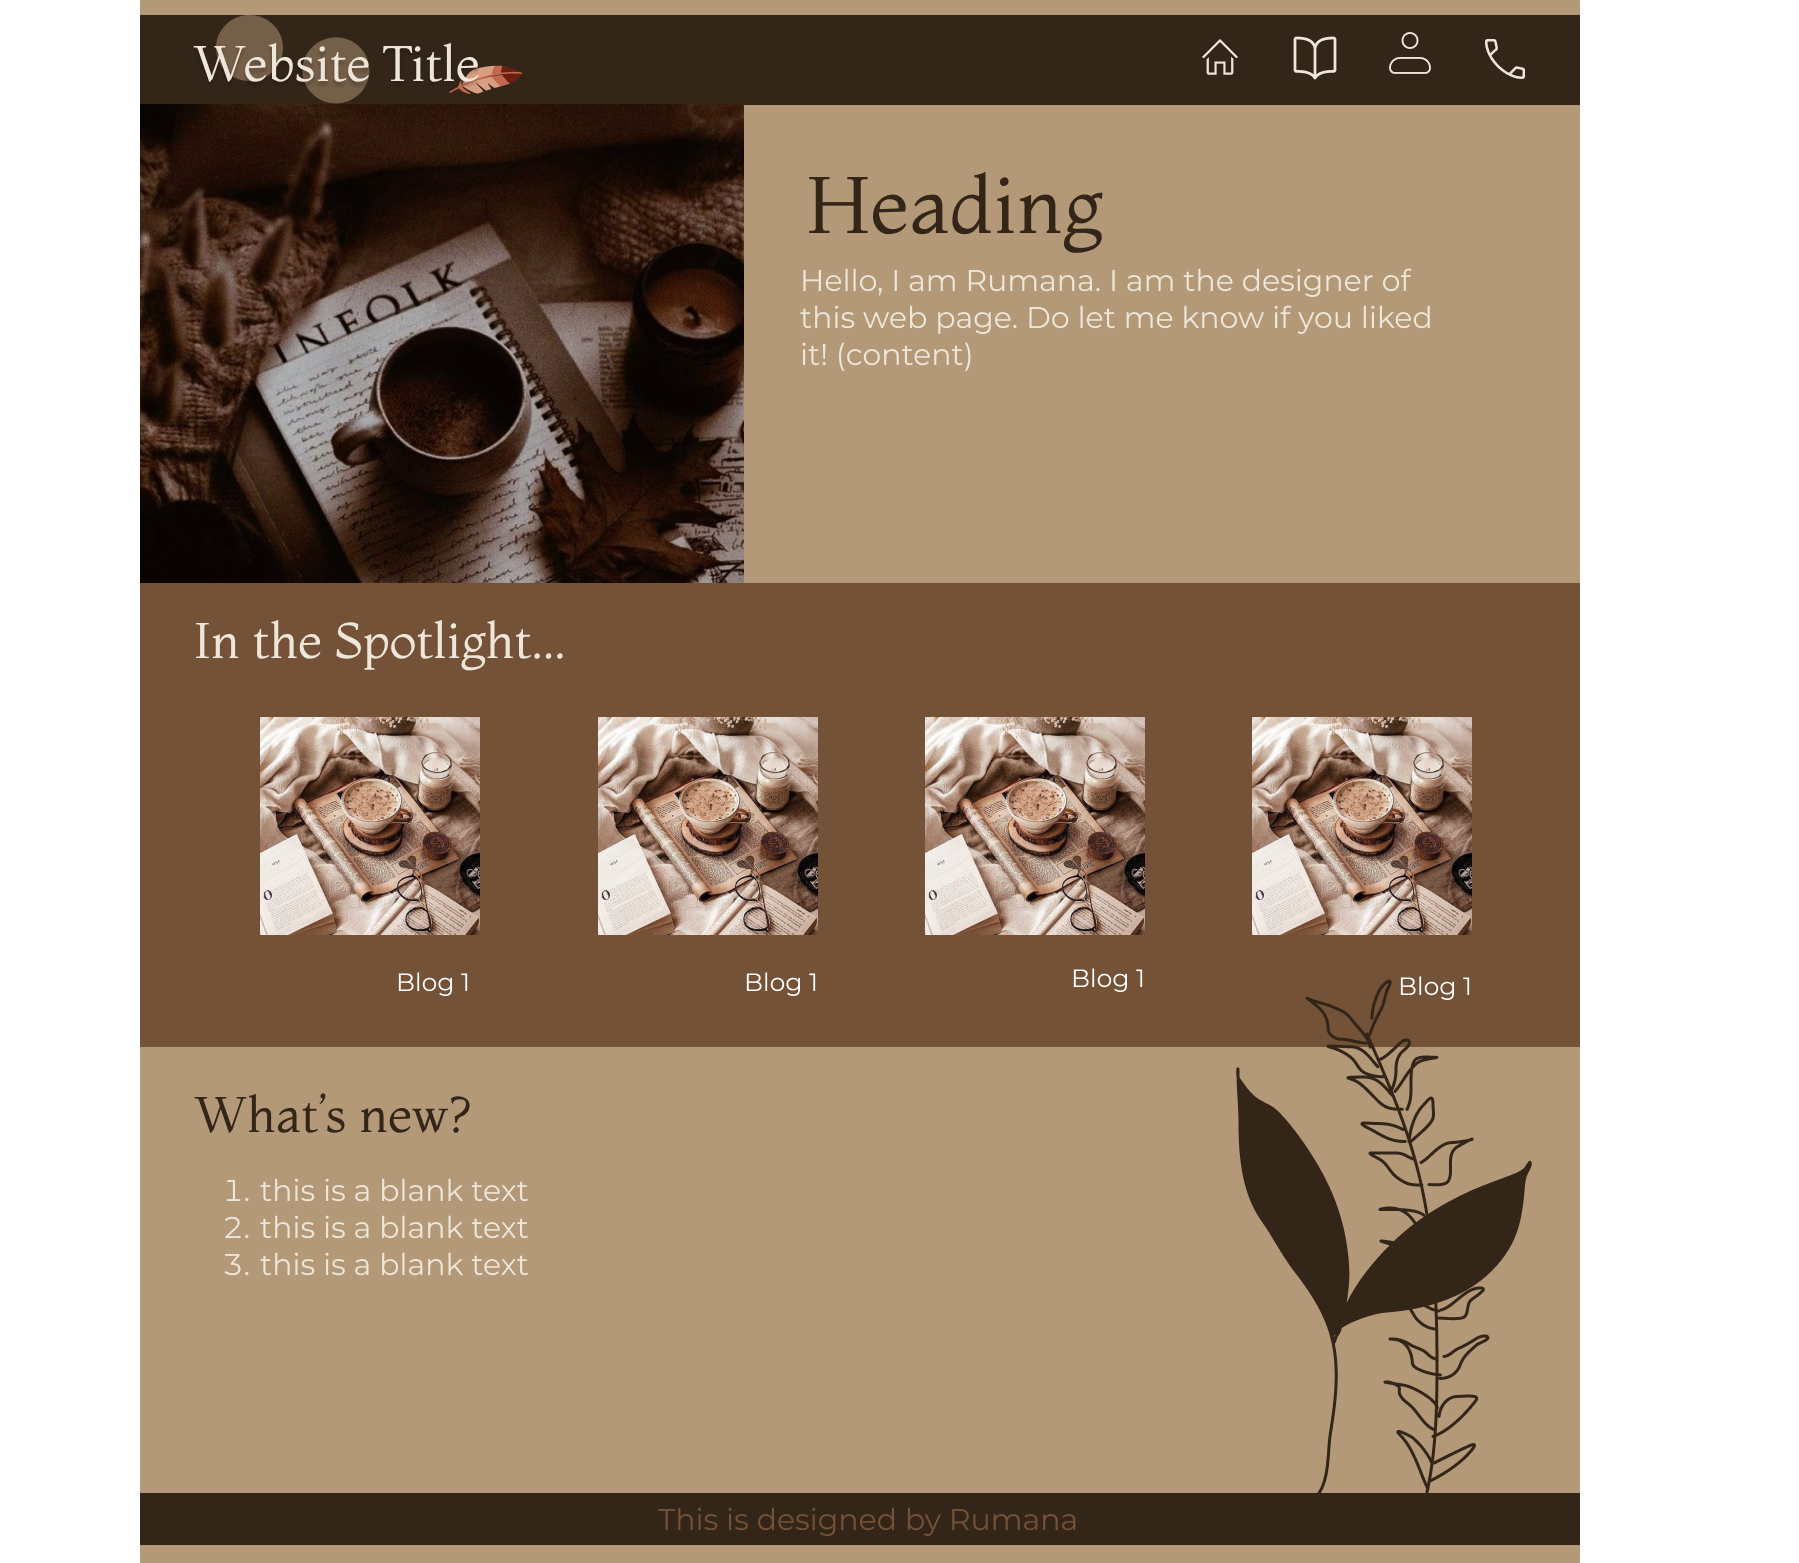 Website Title
INFOLK
Heading
Hello, I am Rumana. I am the designer of
this web page. Do let me know if you liked
it! (content)
In the Spotlight...
Blog 1
Blog 1
Blog 1
Blog 1
What's new?
1. this is a blank text
2. this is a blank text
3. this is a blank text
This is designed by Rumana